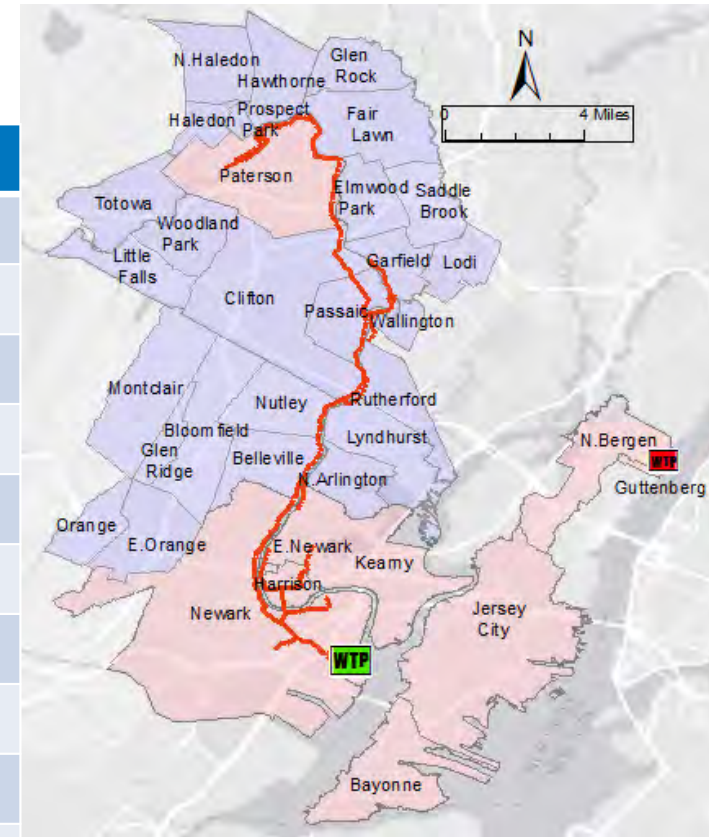 N.Haledon
Glen
Rock
Hawthorne
N
Haledon
Prospect
Park
Fair
Lawn
0
4 Miles
Paterson
Elmwood
Park
Saddle
Brook
Totowa
Woodland
Park
Little
Falls
Garfield
Lodi
Clifton
Passaic
Wallington
Montclair
Nutley
Rutherford
Bloomfield
Lyndhurst
Glen
Ridge
Belleville
N.Arlington
N.Bergen
WTP
Guttenberg
Orange
E.Orange
E.Newark
Kearny
Harrison
Newark
Jersey
City
WTP
Bayonne